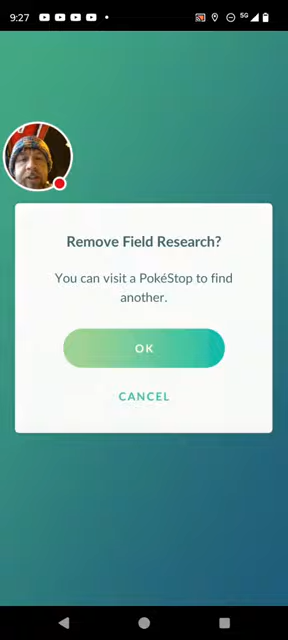 9:27
5G
Remove Field Research?
You can visit a PokéStop to find
another.
OK
CANCEL